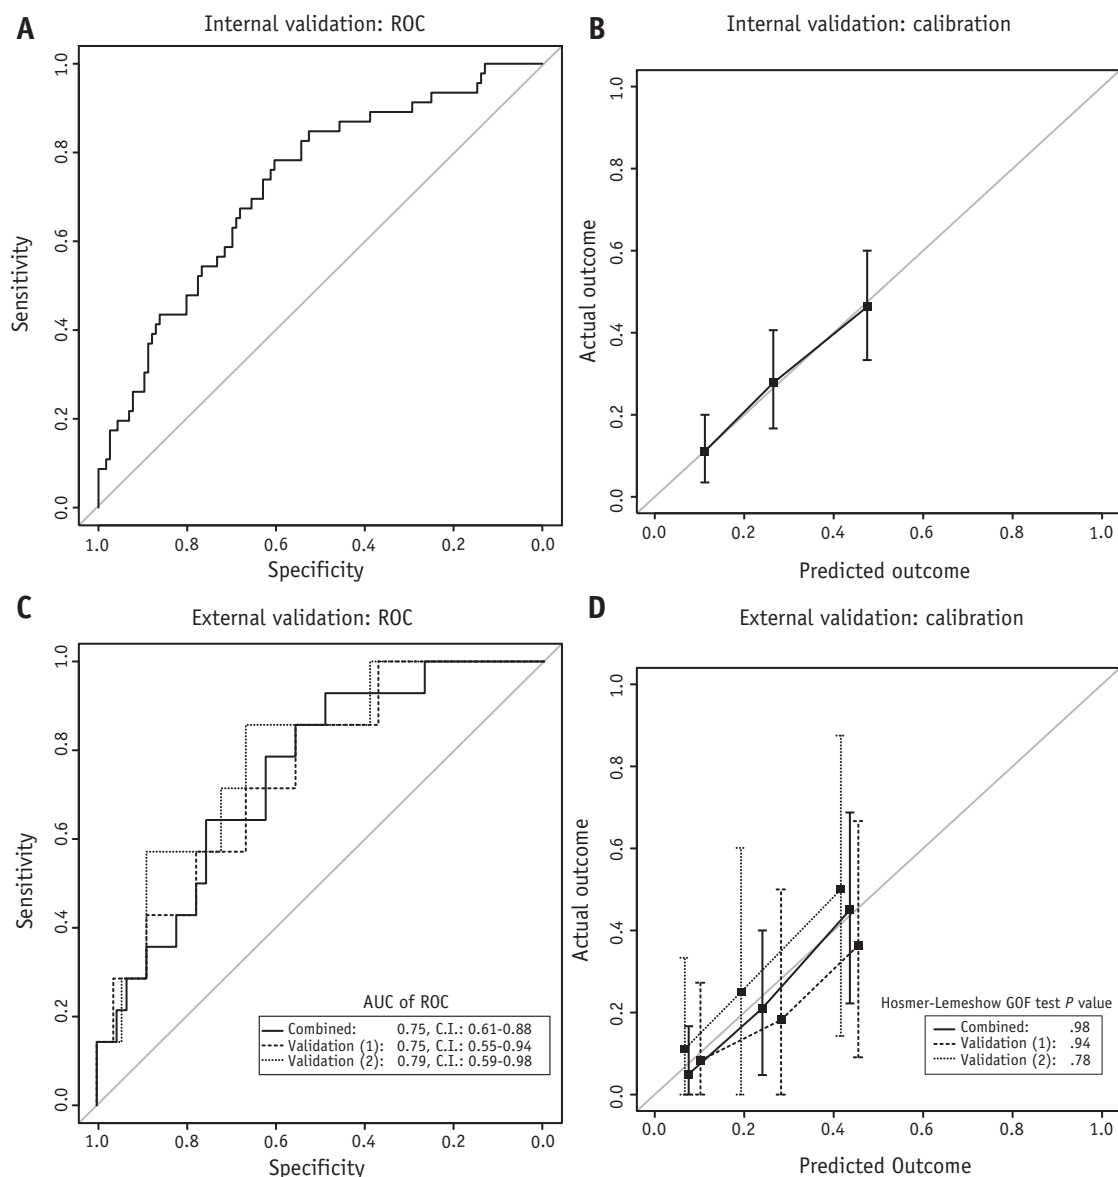 A
Internal validation: ROC
1.0
0.8
0.6
0.4
0.2
0.0
Sensitivity
1.0
0.8
0.6
0.4
0.2
0.0
Specificity
B
Internal validation: calibration
1.0
0.8
0.6
0.4
0.2
0.0
Actual outcome
0.0
0.2
0.4
0.6
0.8
1.0
Predicted outcome
C
External validation: ROC
1.0
0.8
0.6
0.4
0.2
0.0
Sensitivity
AUC of ROC
Combined: 0.75, C.I.: 0.61-0.88
Validation (1): 0.75, C.I.: 0.55-0.94
Validation (2): 0.79, C.I.: 0.59-0.98
1.0
0.8
0.6
0.4
0.2
0.0
Specificity
D
External validation: calibration
1.0
0.8
0.6
0.4
0.2
0.0
Actual outcome
Hosmer-Lemeshow GOF test P value
Combined: .98
Validation (1): .94
Validation (2): .78
0.0
0.2
0.4
0.6
0.8
1.0
Predicted Outcome